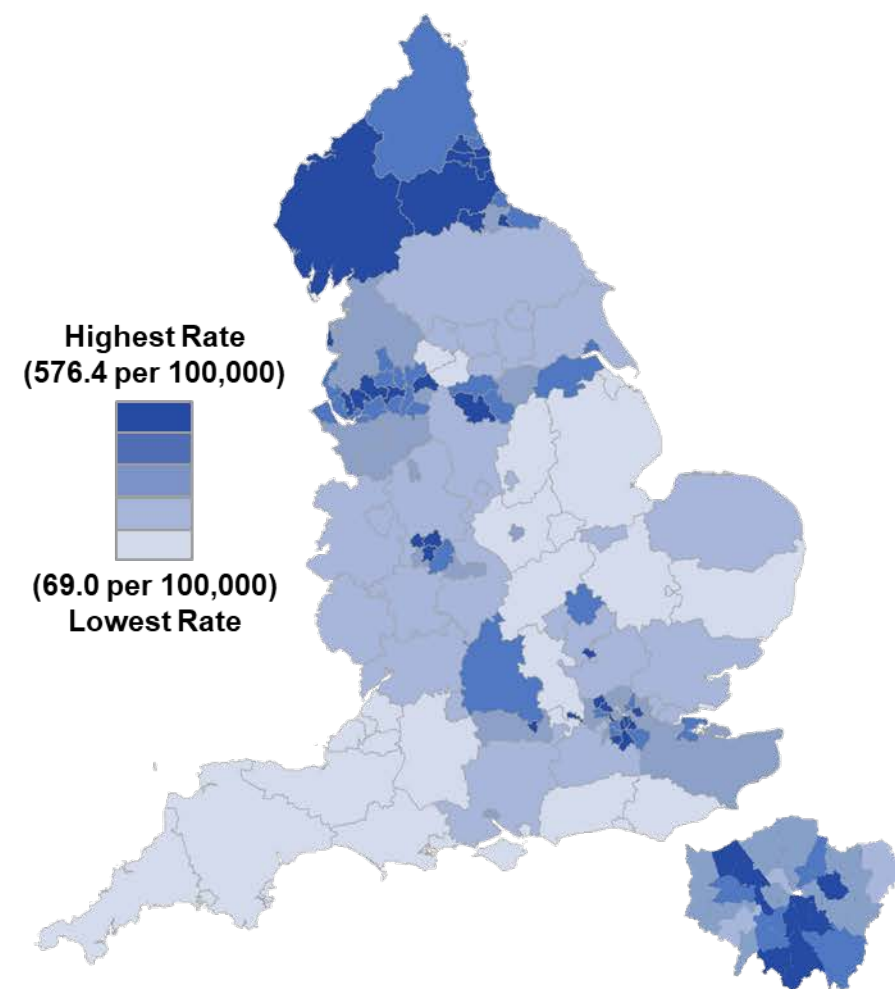 Highest Rate
(576.4 per 100,000)
(69.0 per 100,000)
Lowest Rate